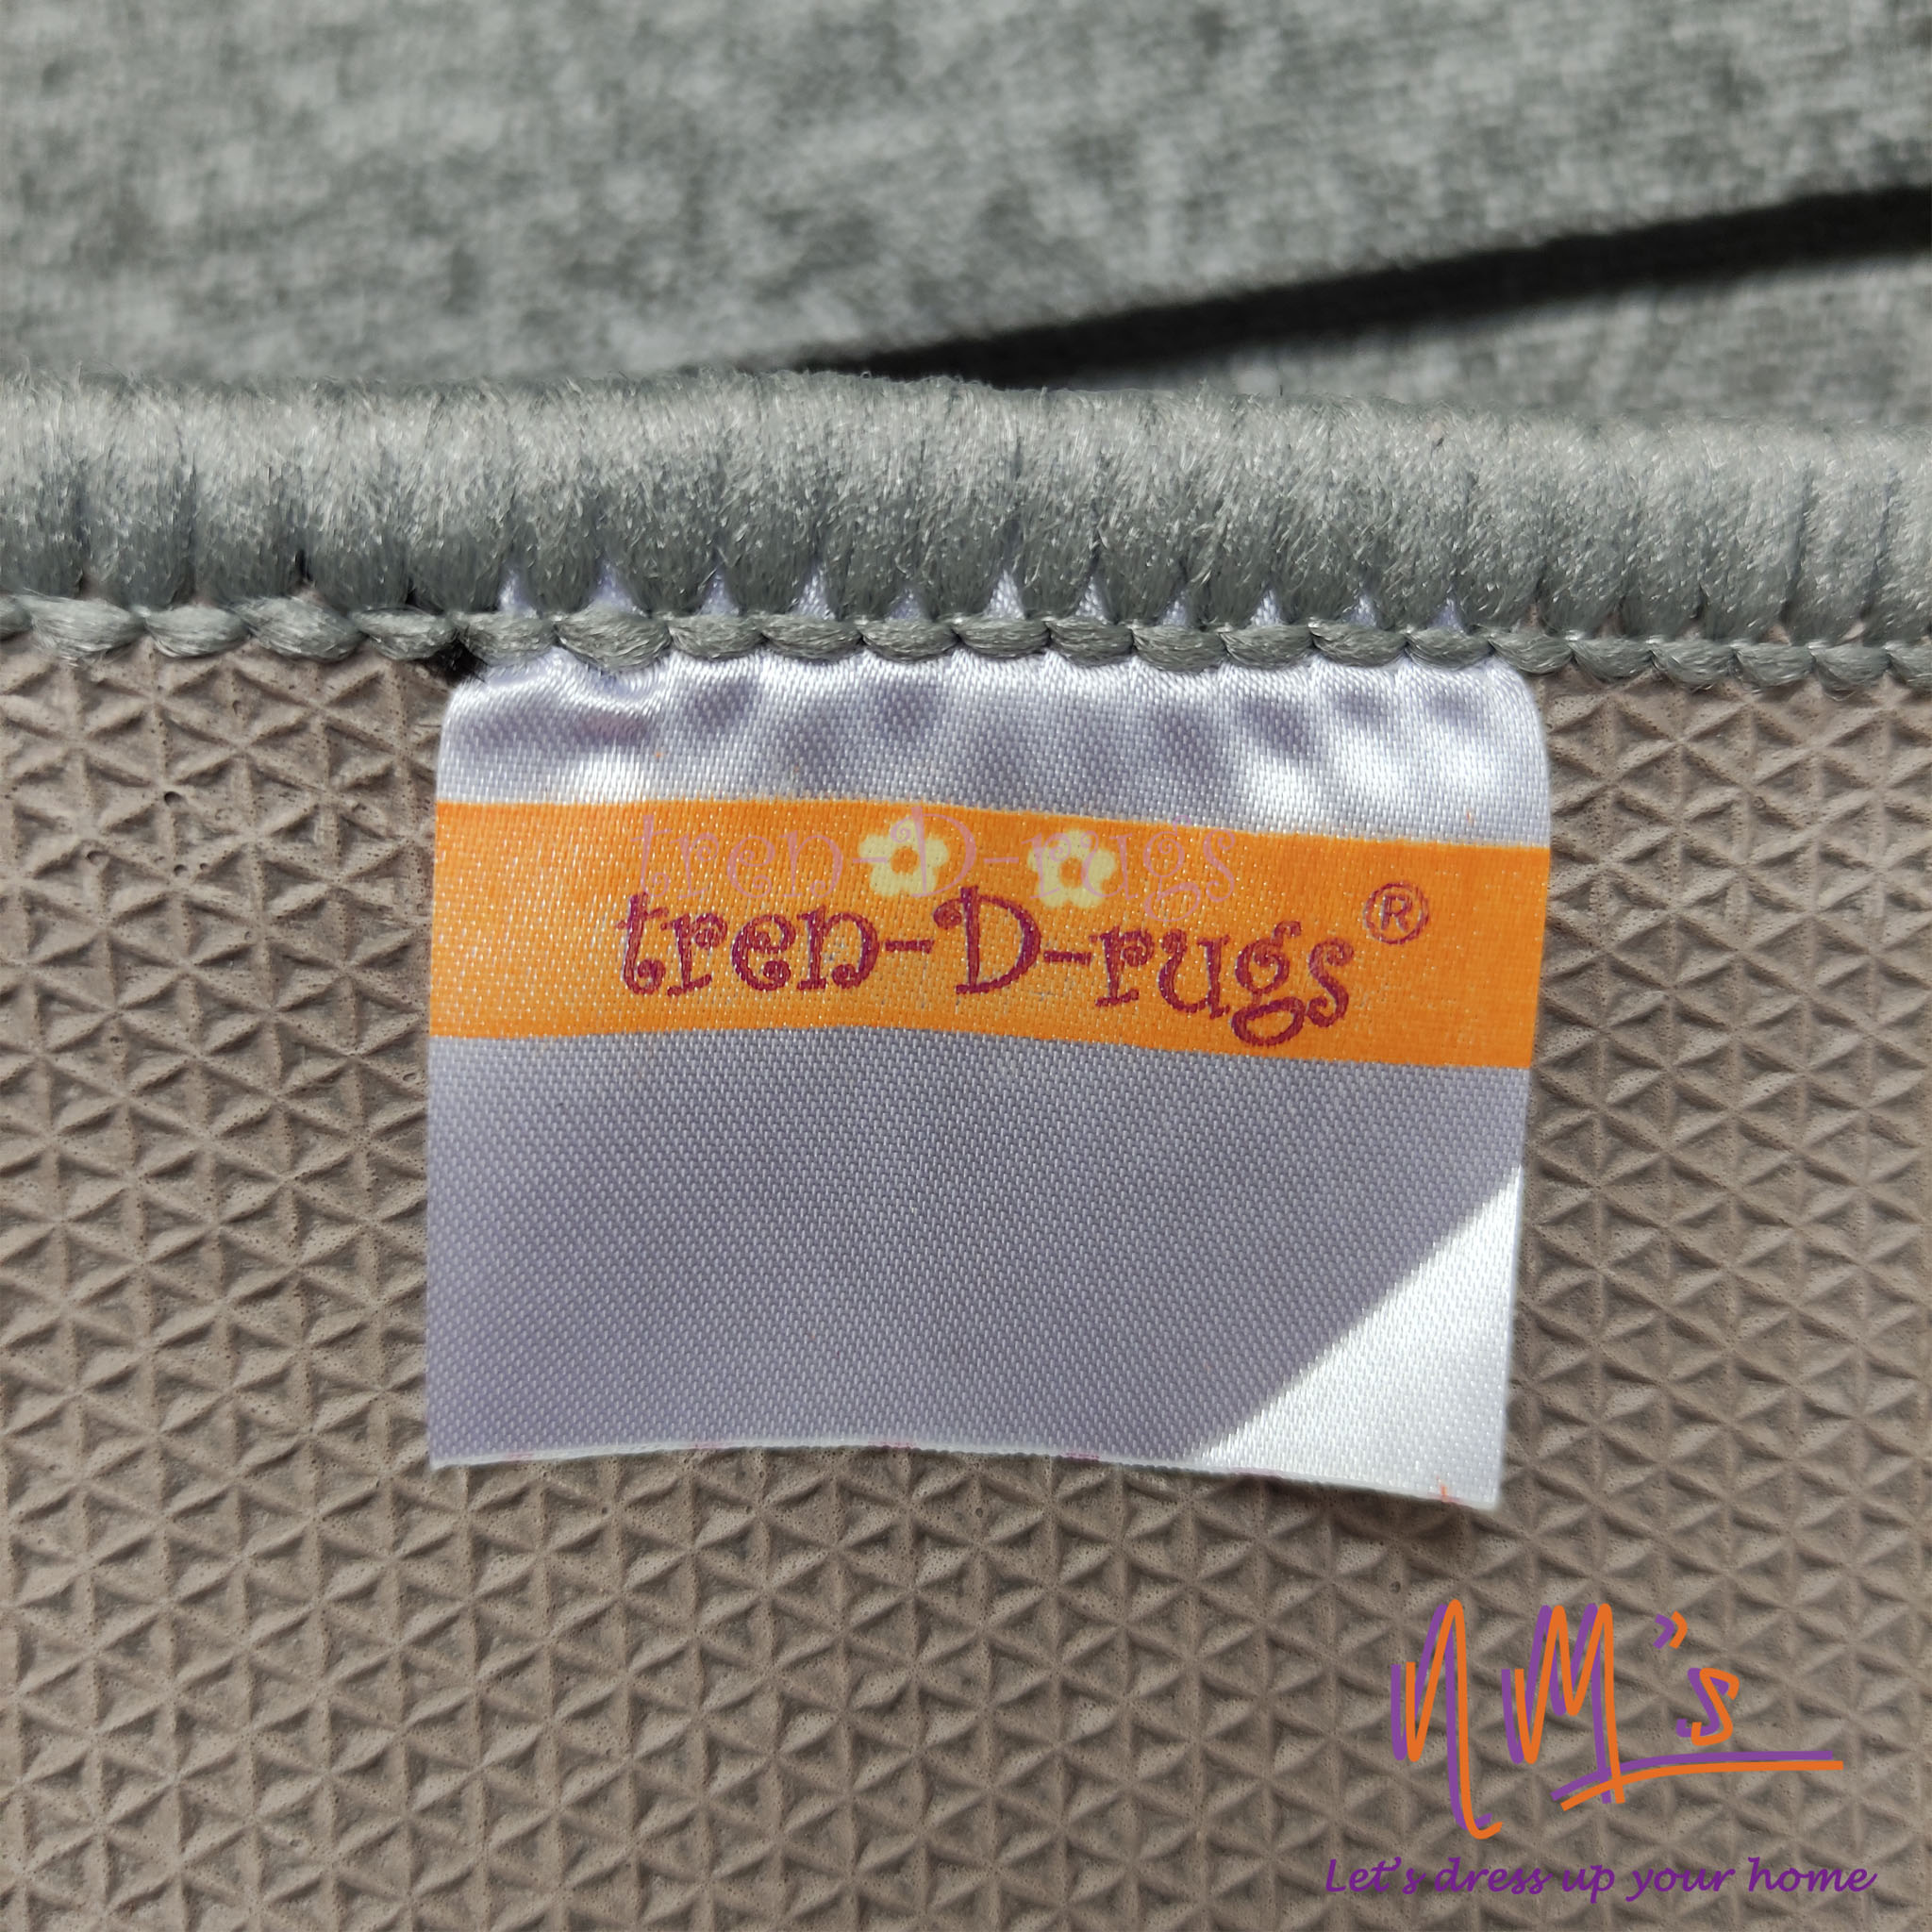 tren-D-rugs
tren-D-rugs®
NM"s
Let's dress up your home